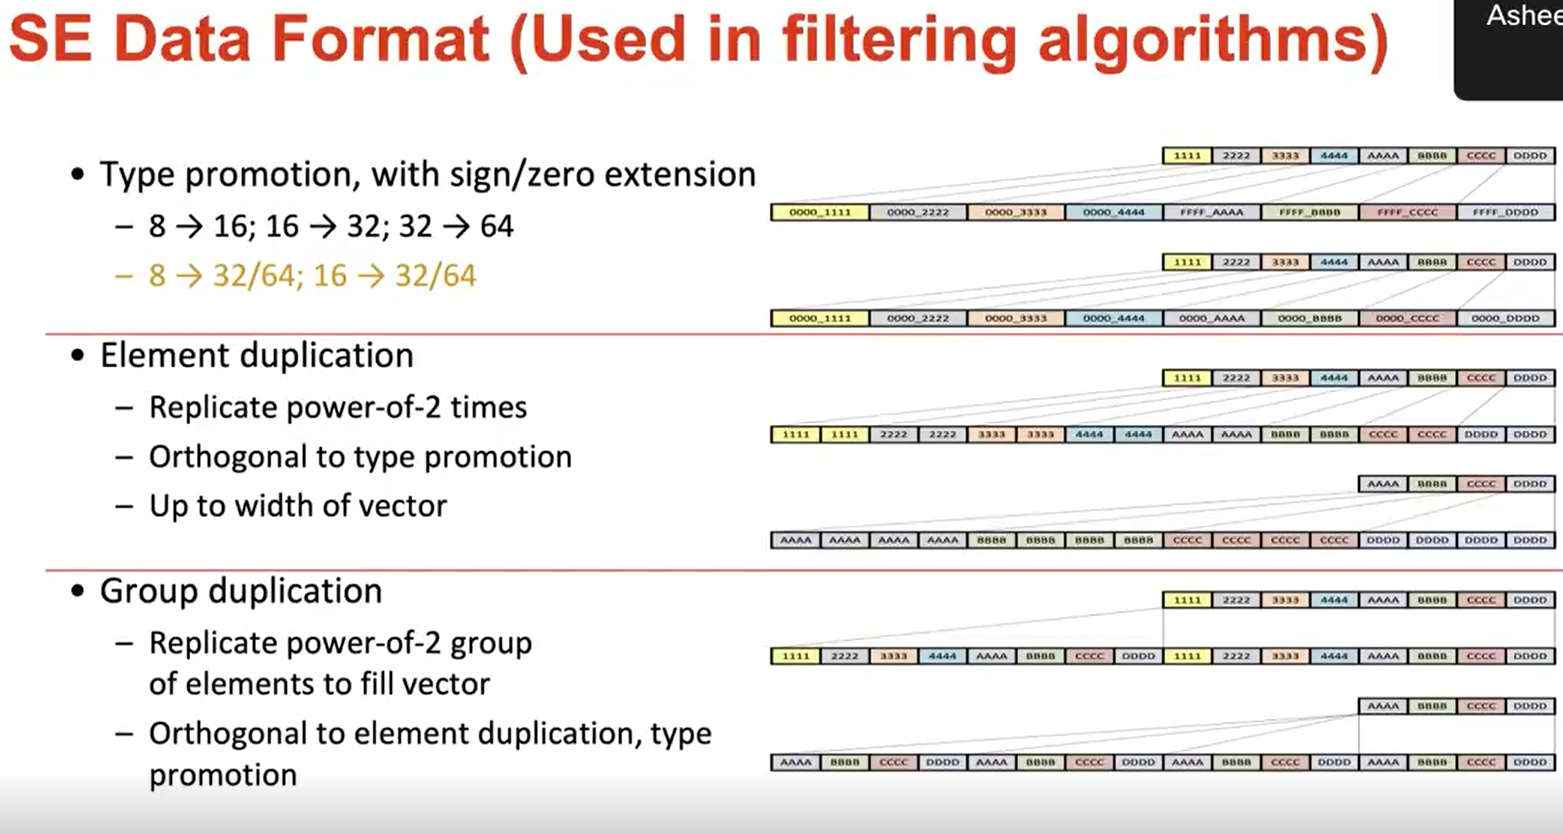 SE Data Format (Used in filtering algorithms)
Ashee
• Type promotion, with sign/zero extension
– 8 → 16; 16 → 32; 32 → 64
– 8 → 32/64; 16 → 32/64
1111 2222 3333 4444 AAAA BBBB CCCC DDDD
0000_1111 0000_2222 0000_3333 0000_4444 FFFF_AAAA FFFF_BBBB FFFF_CCCC FFFF_DDDD
1111 2222 3333 4444 AAAA BBBB CCCC DDDD
0000_1111 0000_2222 0000_3333 0000_4444 0000_AAAA 0000_BBBB 0000_CCCC 0000_DDDD
• Element duplication
– Replicate power-of-2 times
– Orthogonal to type promotion
– Up to width of vector
1111 2222 3333 4444 AAAA BBBB CCCC DDDD
1111 1111 2222 2222 3333 3333 4444 4444 AAAA AAAA BBBB BBBB CCCC CCCC DDDD DDDD
AAAA BBBB CCCC DDDD
AAAA AAAA AAAA AAAA BBBB BBBB BBBB BBBB CCCC CCCC CCCC CCCC DDDD DDDD DDDD DDDD
• Group duplication
– Replicate power-of-2 group
of elements to fill vector
– Orthogonal to element duplication, type
promotion
1111 2222 3333 4444 AAAA BBBB CCCC DDDD
1111 2222 3333 4444 AAAA BBBB CCCC DDDD 1111 2222 3333 4444 AAAA BBBB CCCC DDDD
AAAA BBBB CCCC DDDD
AAAA BBBB CCCC DDDD AAAA BBBB CCCC DDDD AAAA BBBB CCCC DDDD AAAA BBBB CCCC DDDD